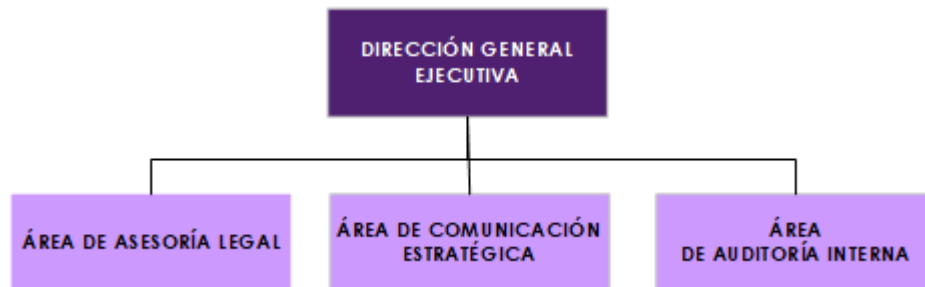 DIRECCIÓN GENERAL
EJECUTIVA
ÁREA DE ASESORÍA LEGAL
ÁREA DE COMUNICACIÓN
ESTRATÉGICA
ÁREA
DE AUDITORÍA INTERNA